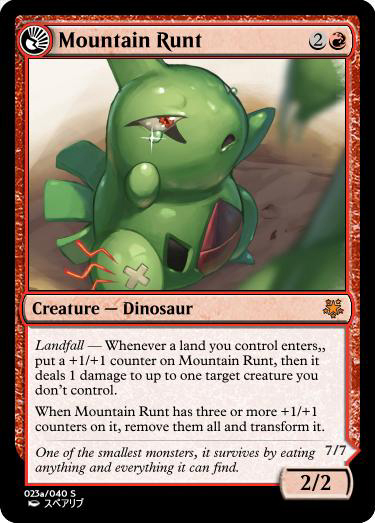 Mountain Runt 2
Creature — Dinosaur
Landfall — Whenever a land you control enters,,
put a +1/+1 counter on Mountain Runt, then it
deals 1 damage to up to one target creature you
don't control.
When Mountain Runt has three or more +1/+1
counters on it, remove them all and transform it.
One of the smallest monsters, it survives by eating
anything and everything it can find.
7/7
2/2
023a/040 S
スペアリブ